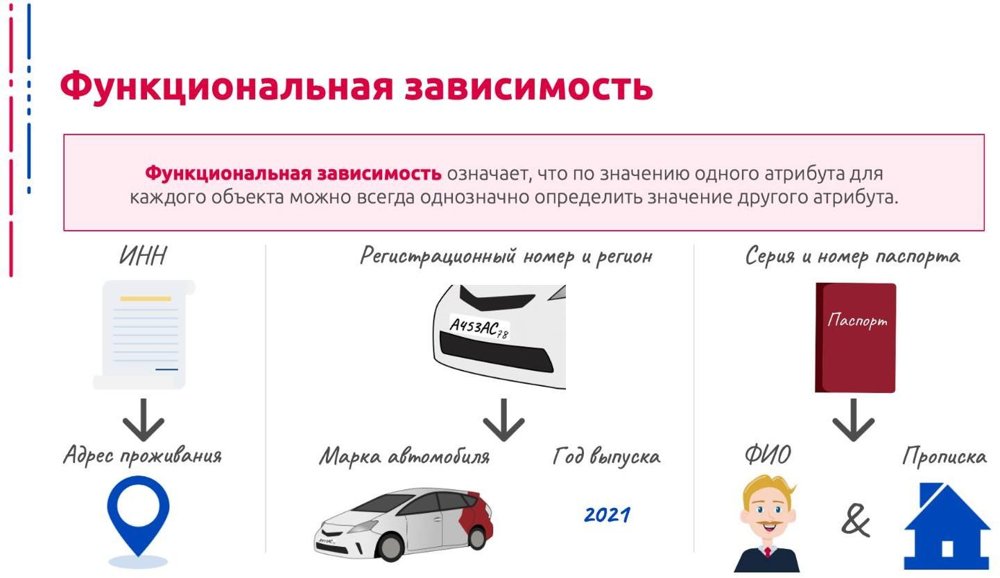 Функциональная зависимость
Функциональная зависимость означает, что по значению одного атрибута для
каждого объекта можно всегда однозначно определить значение другого атрибута.
ИНН
Адрес проживания
Регистрационный номер и регион
А453АС78
Марка автомобиля
А453АС78
Год выпуска
2021
Серия и номер паспорта
Паспорт
ФИО
&
Прописка